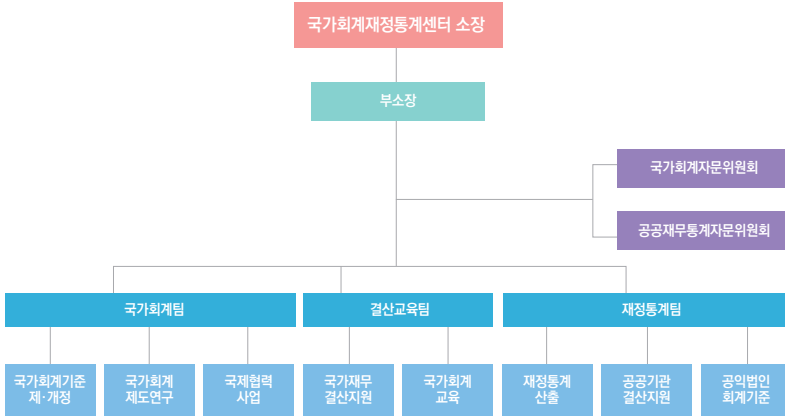 국가회계재정통계센터 소장
부소장
국가회계자문위원회
공공재무통계자문위원회
국가회계팀
결산교육팀
재정통계팀
국가회계기준
제·개정
국가회계
제도연구
국제협력
사업
국가재무
결산지원
국가회계
교육
재정통계
산출
공공기관
결산지원
공익법인
회계기준